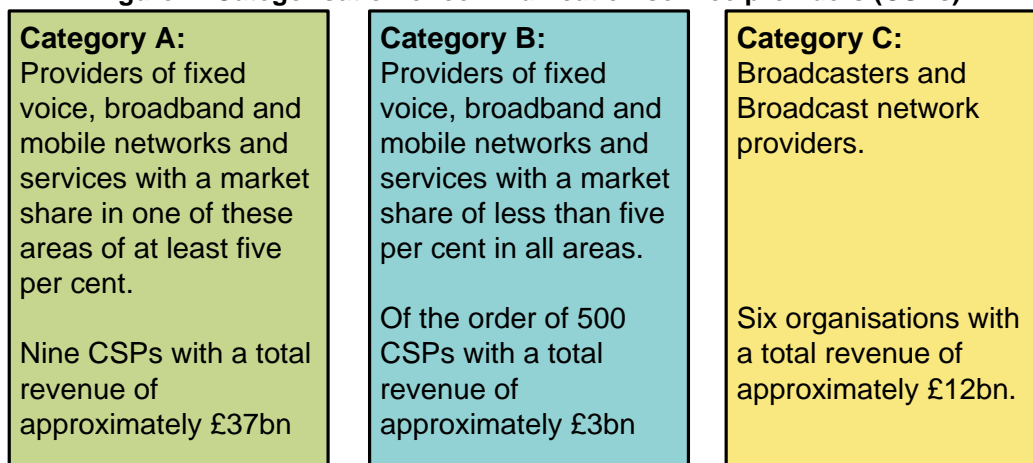 Category A:
Providers of fixed
voice, broadband and
mobile networks and
services with a market
share in one of these
areas of at least five
per cent.
Nine CSPs with a total
revenue of
approximately £37bn
Category B:
Providers of fixed
voice, broadband and
mobile networks and
services with a market
share of less than five
per cent in all areas.
Of the order of 500
CSPs with a total
revenue of
approximately £3bn
Category C:
Broadcasters and
Broadcast network
providers.
Six organisations with
a total revenue of
approximately £12bn.